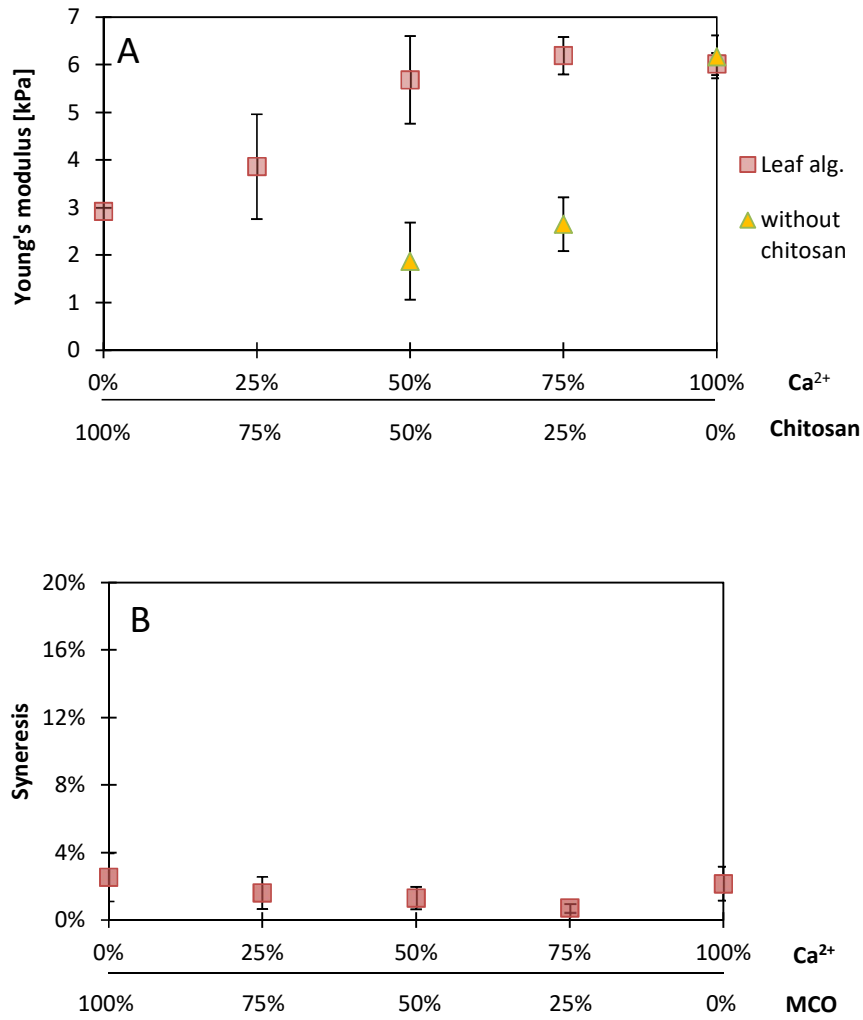 A
Young's modulus [kPa]
7
6
5
4
3
2
1
0
0% 25% 50% 75% 100% Ca²⁺
100% 75% 50% 25% 0% Chitosan
Leaf alg.
without
chitosan
B
Syneresis
20%
16%
12%
8%
4%
0%
0% 25% 50% 75% 100% Ca²⁺
100% 75% 50% 25% 0% MCO